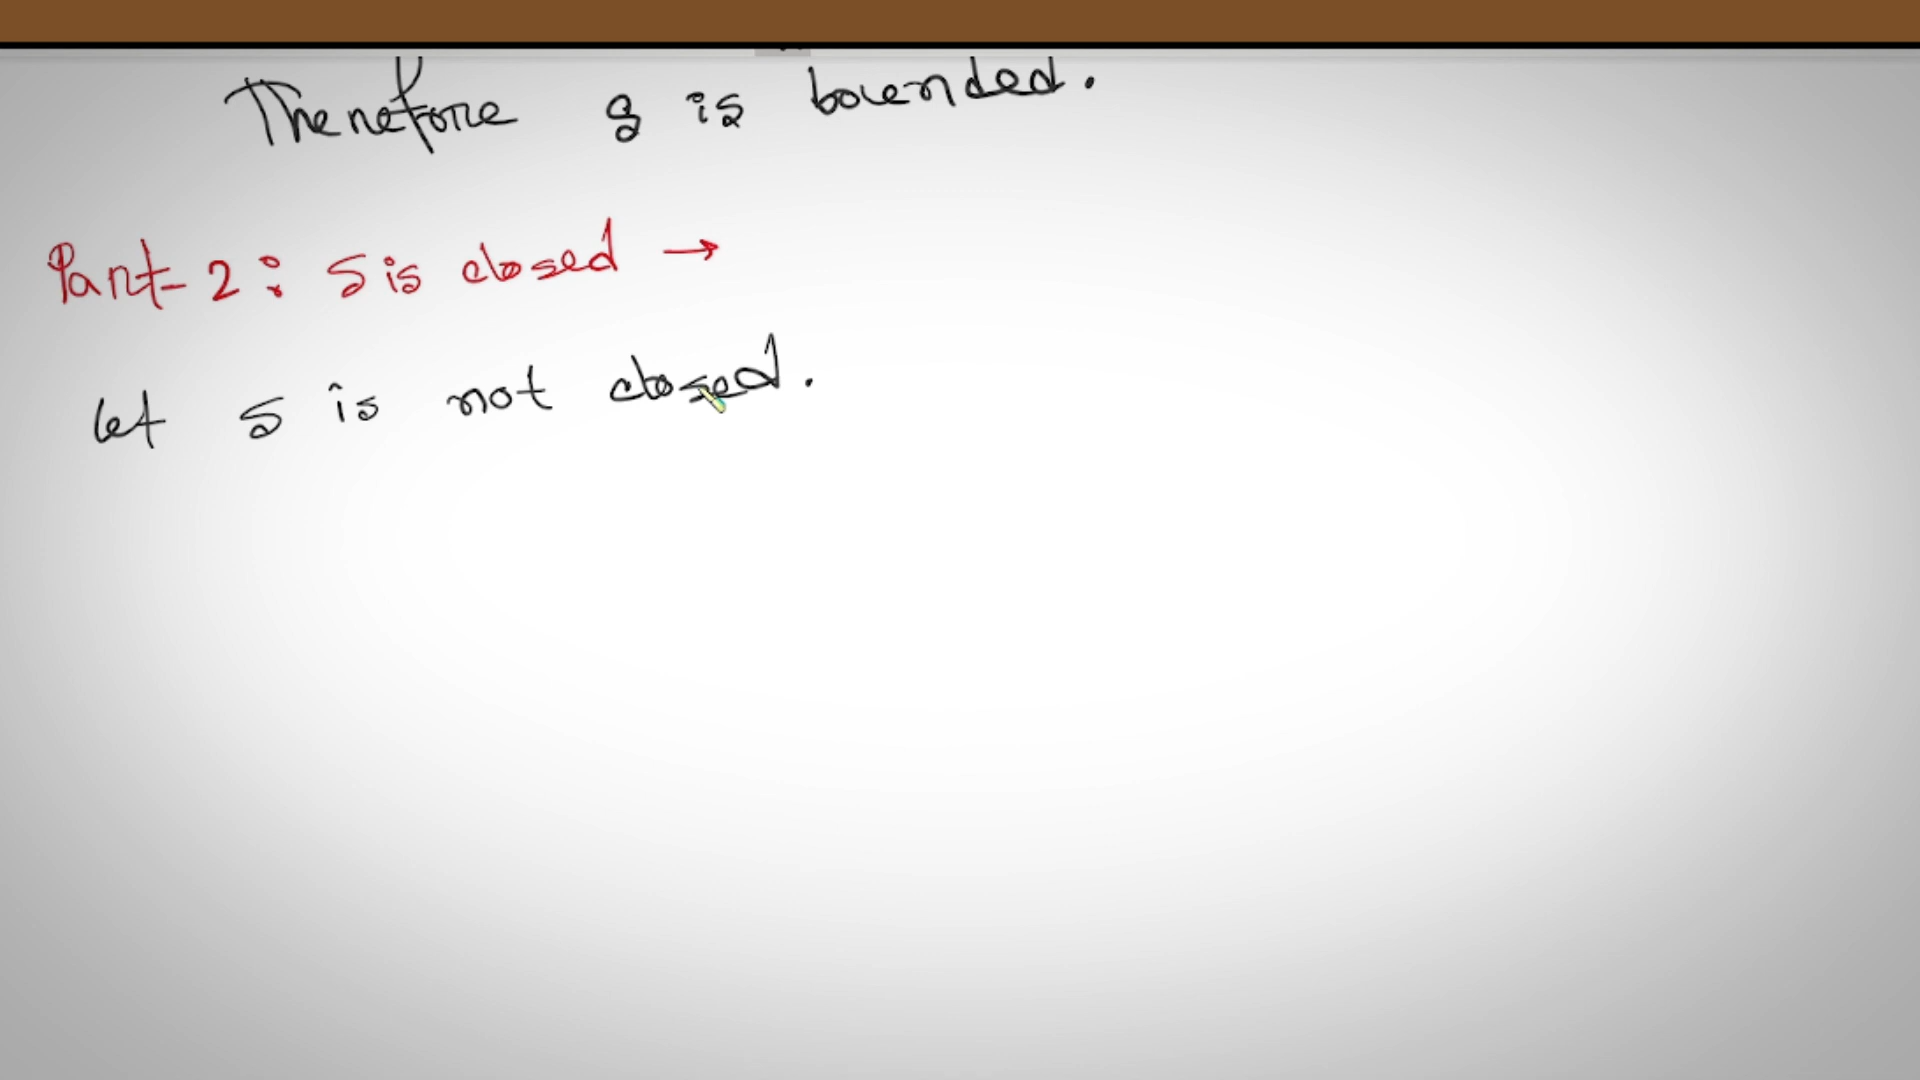 Therefore S is bounded.
Part-2: S is closed →
let S is not closed.